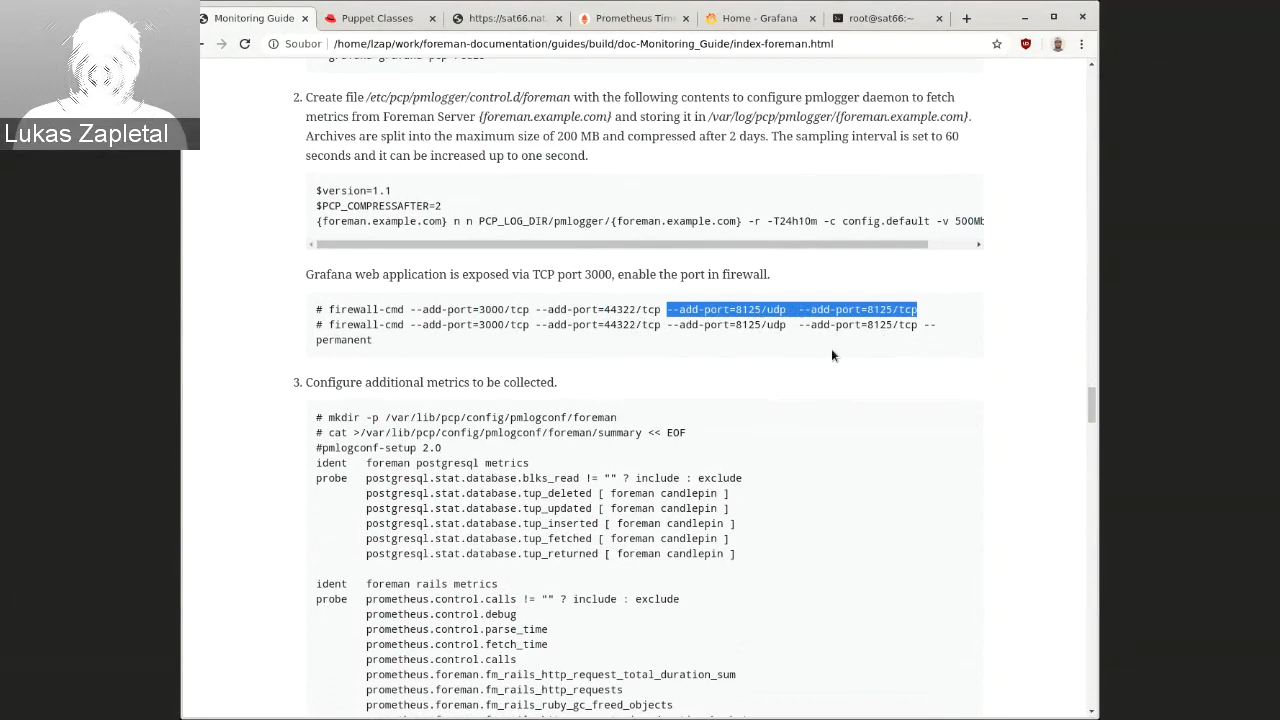 Lukas Zapletal
Monitoring Guide
Puppet Classes
https://sat66.nat
Prometheus Time
Home - Grafana
root@sat66:~
Soubor
/home/lzap/work/foreman-documentation/guides/build/doc-Monitoring_Guide/index-foreman.html
2. Create file /etc/pcp/pmlogger/control.d/foreman with the following contents to configure pmlogger daemon to fetch
metrics from Foreman Server {foreman.example.com} and storing it in /var/log/pcp/pmlogger/{foreman.example.com}.
Archives are split into the maximum size of 200 MB and compressed after 2 days. The sampling interval is set to 60
seconds and it can be increased up to one second.
$version=1.1
$PCP_COMPRESSAFTER=2
{foreman.example.com} n n PCP_LOG_DIR/pmlogger/{foreman.example.com} -r -T24h10m -c config.default -v 500Mb
Grafana web application is exposed via TCP port 3000, enable the port in firewall.
# firewall-cmd --add-port=3000/tcp --add-port=44322/tcp --add-port=8125/udp  --add-port=8125/tcp
# firewall-cmd --add-port=3000/tcp --add-port=44322/tcp --add-port=8125/udp  --add-port=8125/tcp --
permanent
3. Configure additional metrics to be collected.
# mkdir -p /var/lib/pcp/config/pmlogconf/foreman
# cat >/var/lib/pcp/config/pmlogconf/foreman/summary << EOF
#pmlogconf-setup 2.0
ident   foreman postgresql metrics
probe   postgresql.stat.database.blks_read != "" ? include : exclude
postgresql.stat.database.tup_deleted [ foreman candlepin ]
postgresql.stat.database.tup_updated [ foreman candlepin ]
postgresql.stat.database.tup_inserted [ foreman candlepin ]
postgresql.stat.database.tup_fetched [ foreman candlepin ]
postgresql.stat.database.tup_returned [ foreman candlepin ]
ident   foreman rails metrics
probe   prometheus.control.calls != "" ? include : exclude
prometheus.control.debug
prometheus.control.parse_time
prometheus.control.fetch_time
prometheus.control.calls
prometheus.foreman.fm_rails_http_request_total_duration_sum
prometheus.foreman.fm_rails_http_requests
prometheus.foreman.fm_rails_ruby_gc_freed_objects